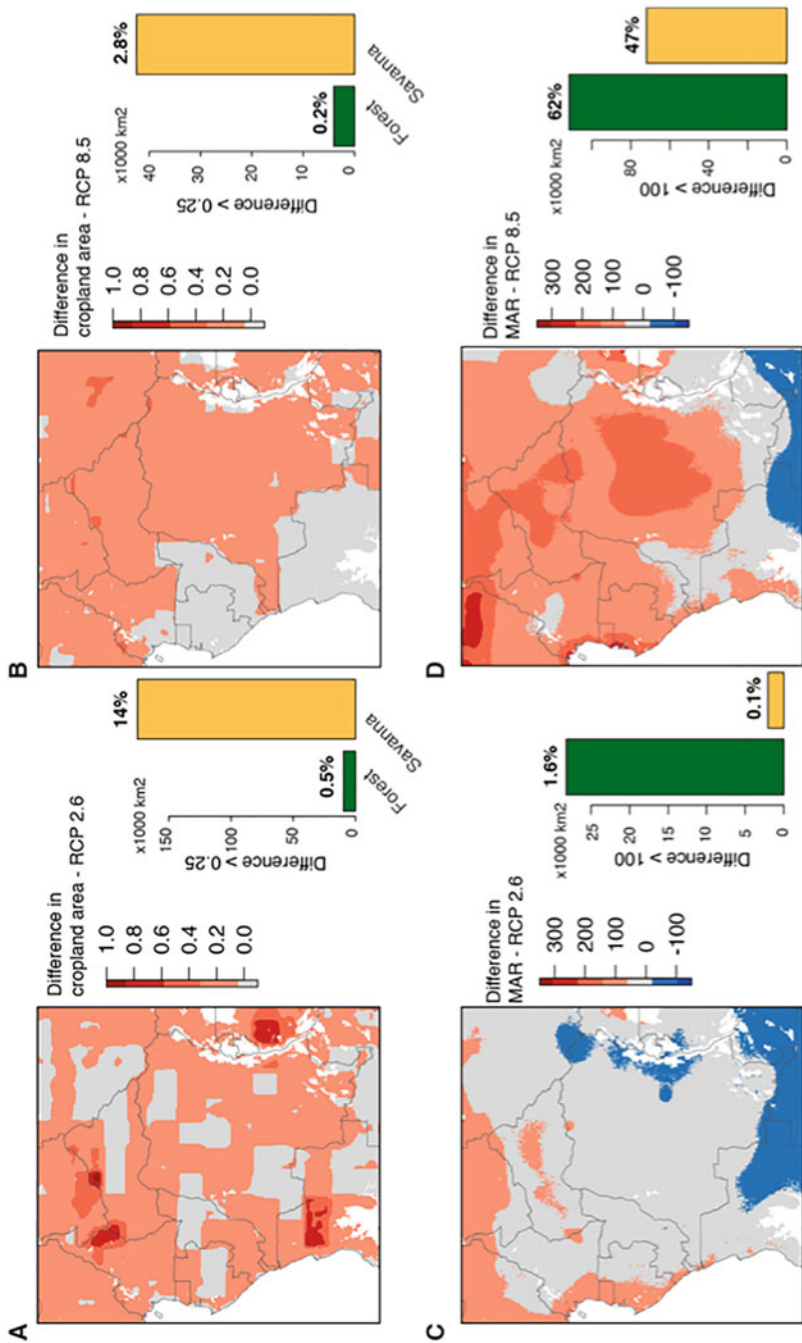 A
Difference in
cropland area - RCP 2.6
1.0
0.8
0.6
0.4
0.2
0.0
x1000 km2
Difference > 0.25
150
100
50
0
0.5%
14%
Forest
Savanna
B
Difference in
cropland area - RCP 8.5
1.0
0.8
0.6
0.4
0.2
0.0
x1000 km2
Difference > 0.25
40
30
20
10
0
0.2%
2.8%
Forest
Savanna
C
Difference in
MAR - RCP 2.6
300
200
100
0
-100
x1000 km2
Difference > 100
25
20
15
10
5
0
1.6%
0.1%
D
Difference in
MAR - RCP 8.5
300
200
100
0
-100
x1000 km2
Difference > 100
80
60
40
20
0
62%
47%